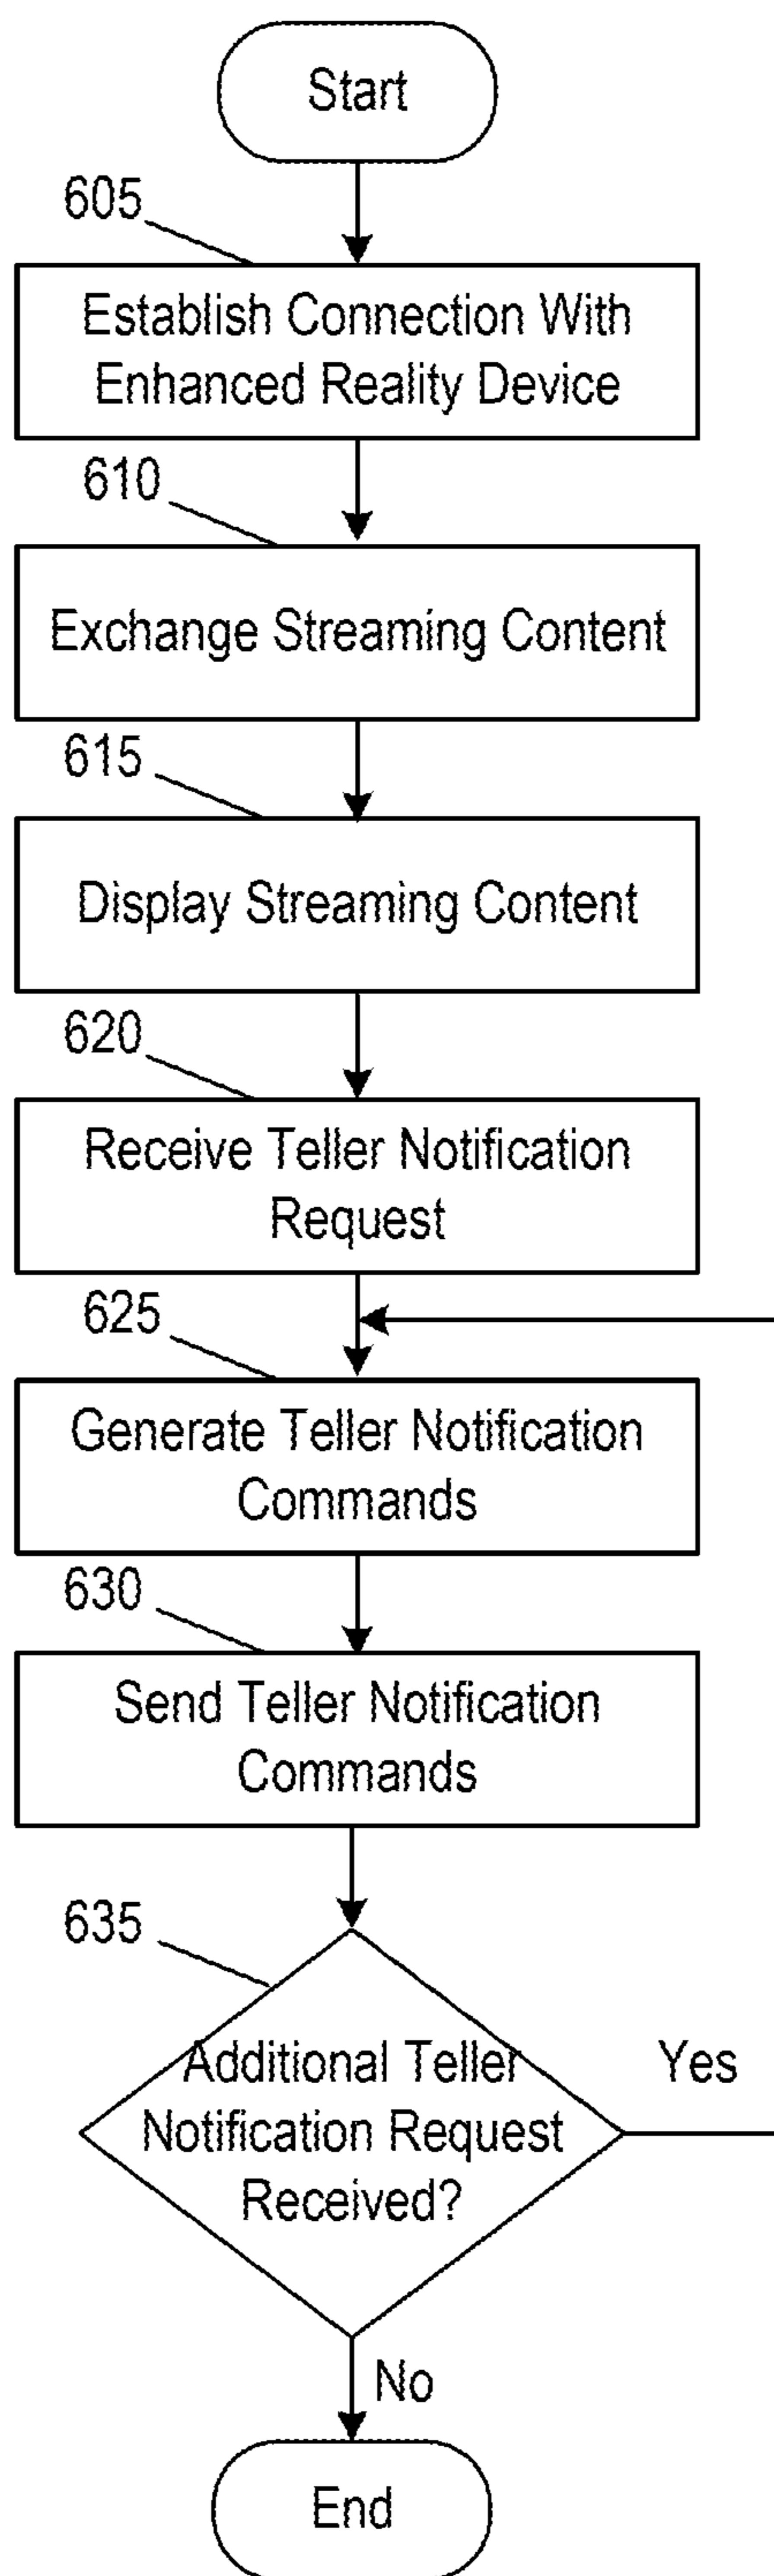 Start
605
Establish Connection With
Enhanced Reality Device
610
Exchange Streaming Content
615
Display Streaming Content
620
Receive Teller Notification
Request
625
Generate Teller Notification
Commands
630
Send Teller Notification
Commands
635
Additional Teller
Notification Request
Received?
Yes
No
End